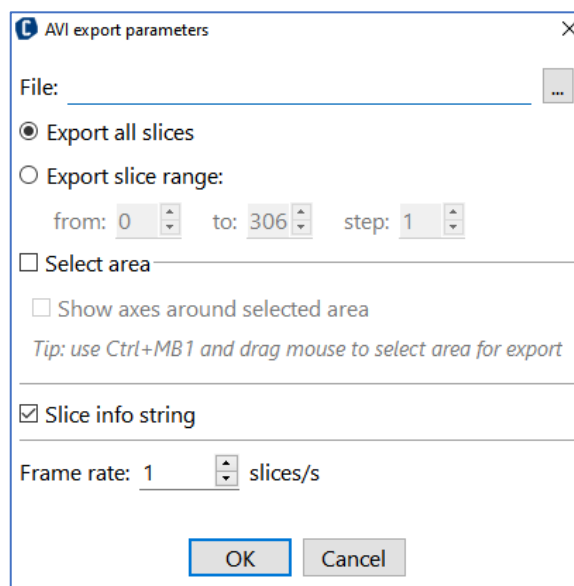 AVI export parameters
File: ...
Export all slices
Export slice range:
from: 0 to: 306 step: 1
Select area
Show axes around selected area
Tip: use Ctrl+MB1 and drag mouse to select area for export
Slice info string
Frame rate: 1 slices/s
OK Cancel